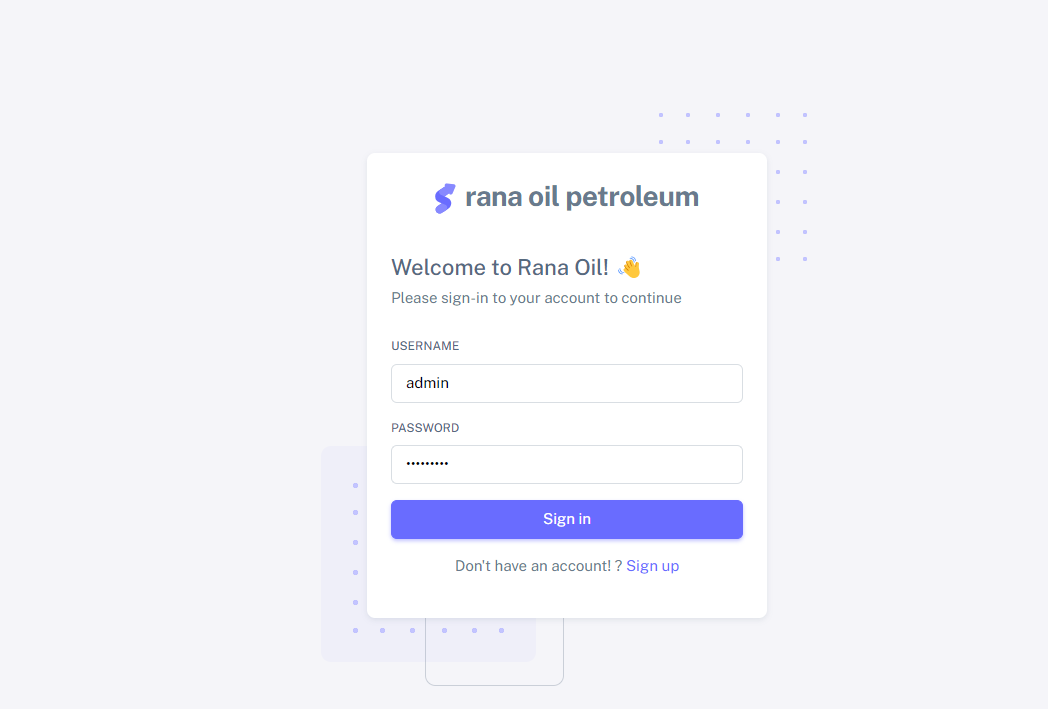 rana oil petroleum
Welcome to Rana Oil! 👋
Please sign-in to your account to continue
USERNAME
admin
PASSWORD
•••••••••
Sign in
Don't have an account! ? Sign up